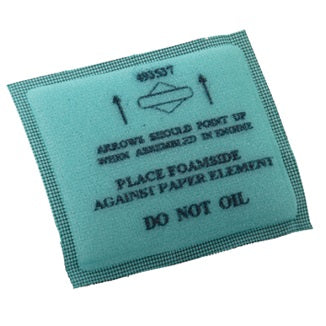 493537
ARROWS SHOULD POINT UP
WHEN ASSEMBLED IN ENGINE
PLACE FOAMSIDE
AGAINST PAPER ELEMENT
DO NOT OIL